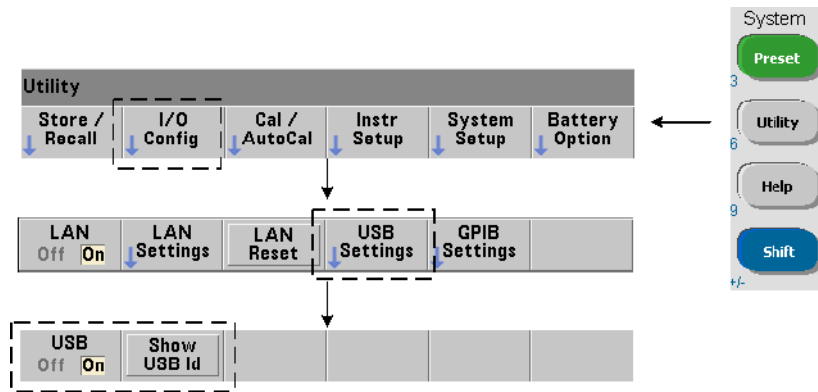 System
Preset
3
Utility
6
Help
9
Shift
+/-
Utility
Store / Recall
I/O Config
Cal / AutoCal
Instr Setup
System Setup
Battery Option
LAN
Off On
LAN Settings
LAN Reset
USB Settings
GPIB Settings
USB
Off On
Show USB Id